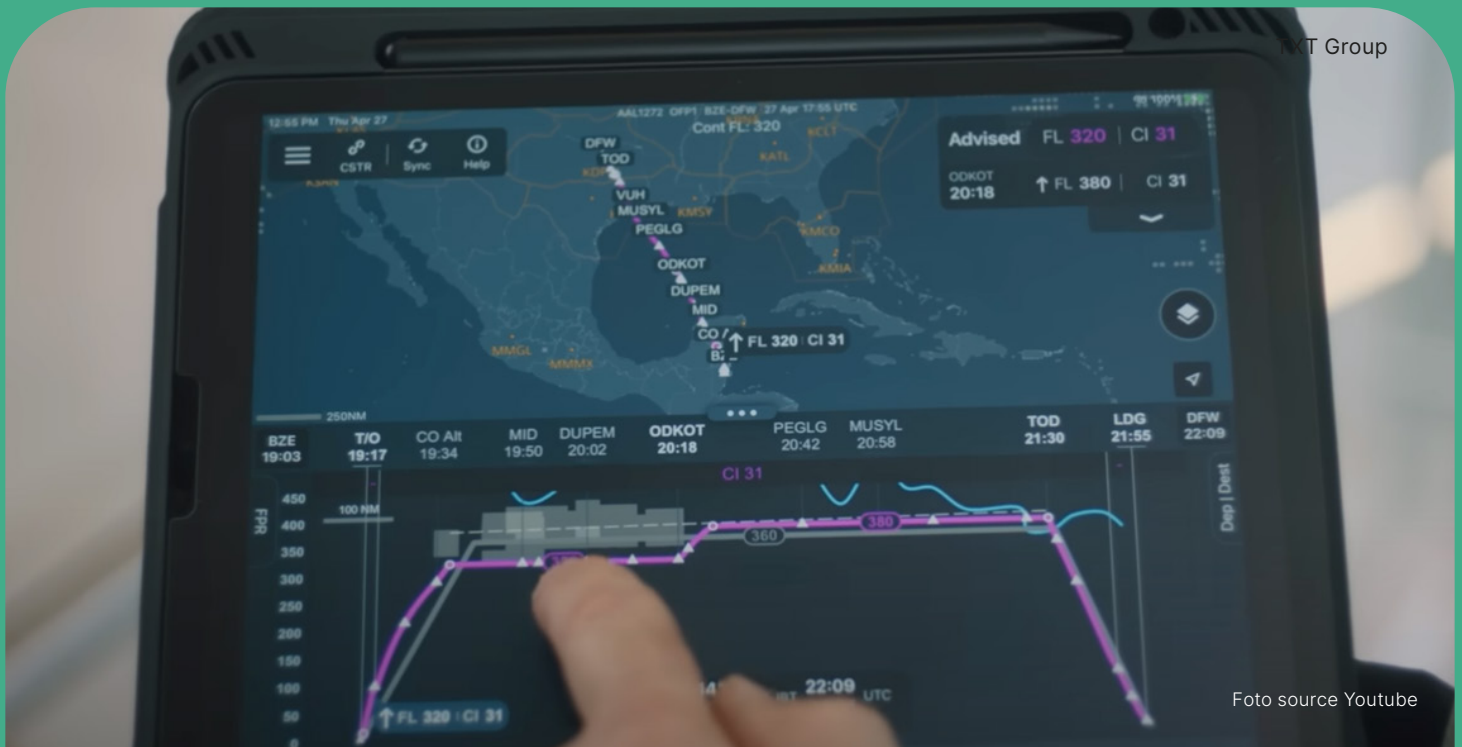 TXT Group
AAL1272 OFP1 BZE-DFW 27 Apr 17:55 UTC
12:55 PM Thu Apr 27
100%
Cont FL: 320
CSTR
Sync
Help
Advised FL 320 CI 31
ODKOT
20:18
↑ FL 380 CI 31
KCLT
KATL
DFW
TOD
VUH
MUSYL
KMSY
PEGLG
KMCO
ODKOT
KMIA
DUPEM
MID
CO
↑ FL 320 CI 31
MMGL
MMMX
250NM
BZE
19:03
T/O
19:17
CO Alt
19:34
MID
19:50
DUPEM
20:02
ODKOT
20:18
PEGLG
20:42
MUSYL
20:58
TOD
21:30
LDG
21:55
DFW
22:09
CI 31
FPR
Dep | Dest
450
100 NM
400
350
300
250
200
150
100
50
0
380
360
↑ FL 320 CI 31
22:09 UTC
Foto source Youtube